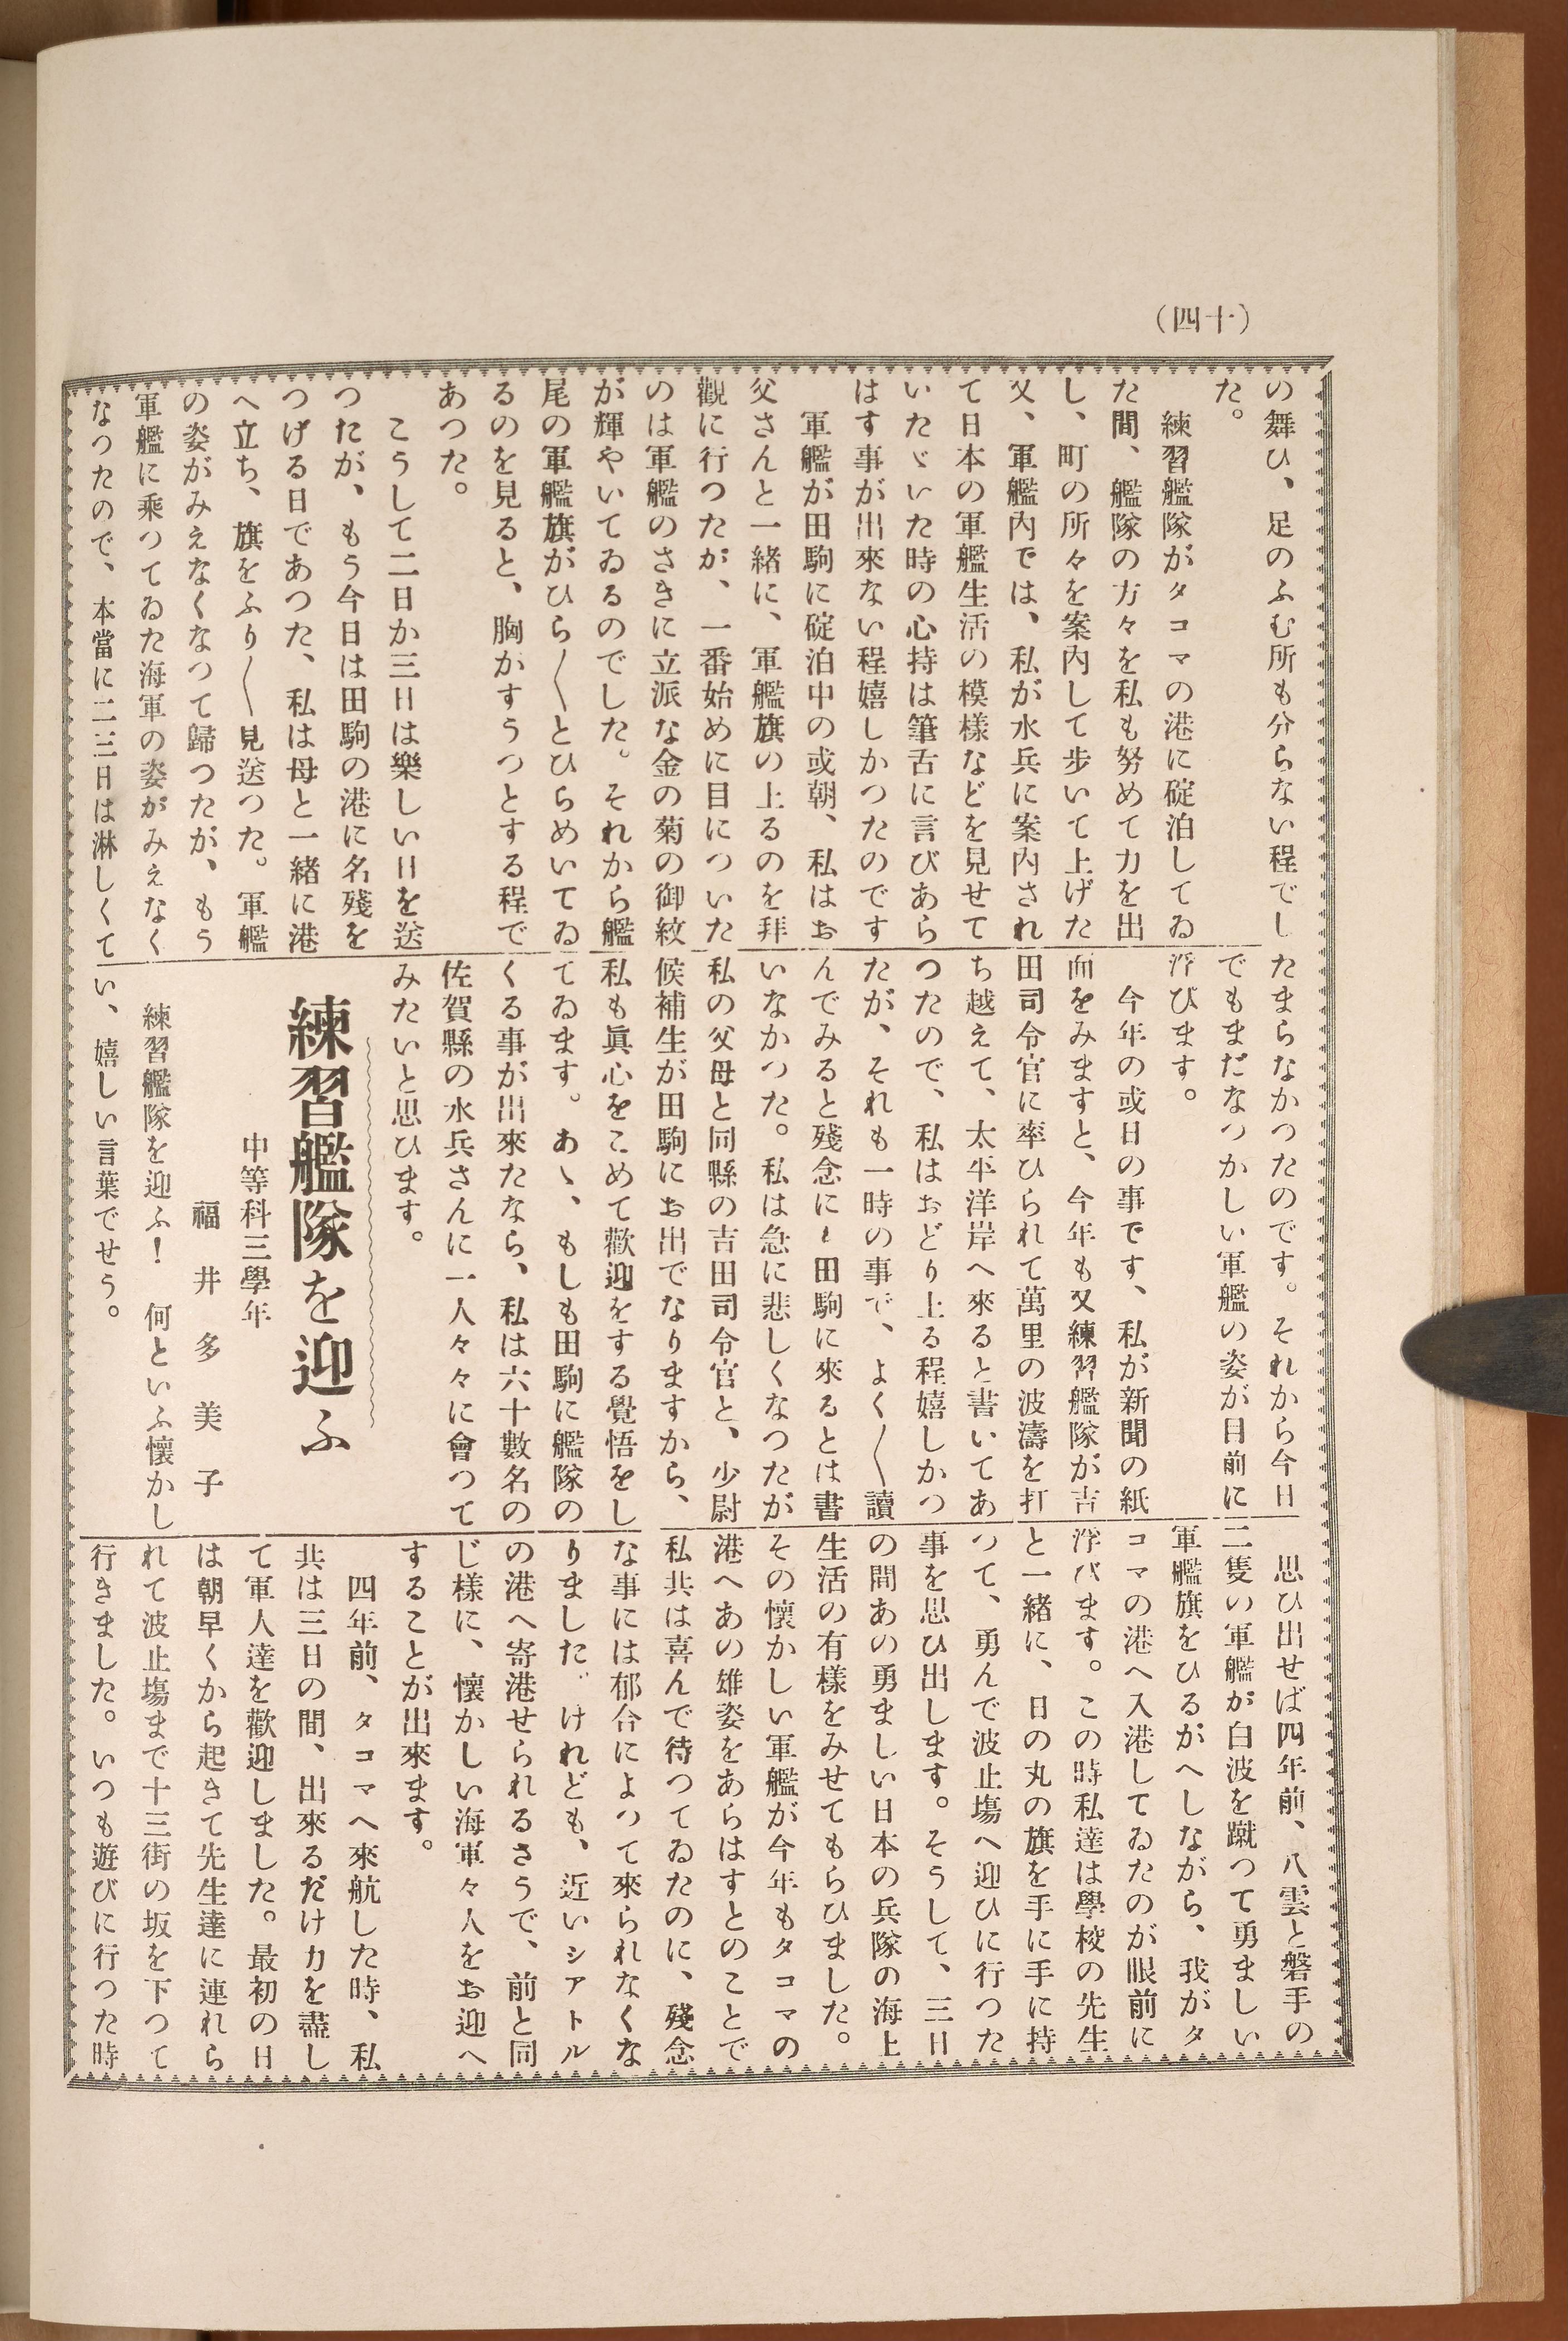 （四十）
の舞ひ、足のふむ所も分らない程でし
た。
練習艦隊がタコマの港に碇泊してゐ
た間、艦隊の方々を私も努めて力を出
し、町の所々を案内して歩いて上げた
又、軍艦內では、私が水兵に案內され
て日本の軍艦生活の模樣などを見せて
いたゞいた時の心持は筆舌に言びあら
はす事が出來ない程嬉しかつたのです
軍艦が田駒に碇泊中の或朝、私はお
父さんと一緒に、軍艦旗の上るのを拜
觀に行つたが、一番始めに目についた
のは軍艦のさきに立派な金の菊の御紋
が輝やいてゐるのでした。それから艦
尾の軍艦旗がひら〳〵とひらめいてゐ
るのを見ると、胸がすうつとする程で
あつた。
こうして二日か三日は樂しい日を送
つたが、もう今日は田駒の港に名殘を
つげる日であつた、私は母と一緒に港
へ立ち、旗をふり〳〵見送つた。軍艦
の姿がみえなくなつて歸つたが、もう
軍艦に乘つてゐた海軍の姿がみえなく
なつたので、本當に二三日は淋しくて
たまらなかつたのです。それから今日
でもまだなつかしい軍艦の姿が目前に
浮びます。
今年の或日の事です、私が新聞の紙
面をみますと、今年も又練習艦隊が吉
田司令官に率ひられて萬里の波濤を打
ち越えて、太平洋岸へ來ると書いてあ
つたので、私はおどり上る程嬉しかつ
たが、それも一時の事で、よく〳〵讀
んでみると殘念にも田駒に來るとは書
いなかつた。私は急に悲しくなつたが
私の父母と同縣の吉田司令官と、少尉
候補生が田駒にお出でなりますから、
私も眞心をこめて歡迎をする覺悟をし
てゐます。あゝ、もしも田駒に艦隊の
くる事が出來たなら、私は六十數名の
佐賀縣の水兵さんに一人々々に會つて
みたいと思ひます。
練習艦隊を迎ふ
中等科三學年
福井多美子
練習艦隊を迎ふ！何といふ懷かし
い、嬉しい言葉でせう。
思ひ出せば四年前、八雲と磐手の
二隻の軍艦が白波を蹴つて勇ましい
軍艦旗をひるがへしながら、我がタ
コマの港へ入港してゐたのが眼前に
浮びます。この時私達は學校の先生
と一緒に、日の丸の旗を手に手に持
つて、勇んで波止塲へ迎ひに行つた
事を思ひ出します。そうして、三日
の間あの勇ましい日本の兵隊の海上
生活の有樣をみせてもらひました。
その懷かしい軍艦が今年もタコマの
港へあの雄姿をあらはすとのことで
私共は喜んで待つてゐたのに、殘念
な事には郁合によつて來られなくな
りました。けれども、近いシアトル
の港へ寄港せられるさうで、前と同
じ樣に、懷かしい海軍々人をお迎へ
することが出來ます。
四年前、タコマへ來航した時、私
共は三日の間、出來るだけ力を盡し
て軍人達を歡迎しました。最初の日
は朝早くから起きて先生達に連れら
れて波止塲まで十三街の坂を下つて
行きました。いつも遊びに行つた時